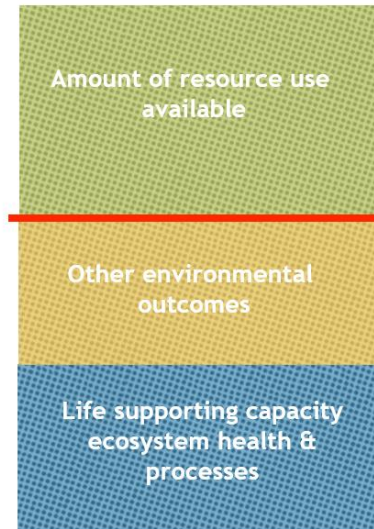 Amount of resource use
available
Other environmental
outcomes
Life supporting capacity
ecosystem health &
processes